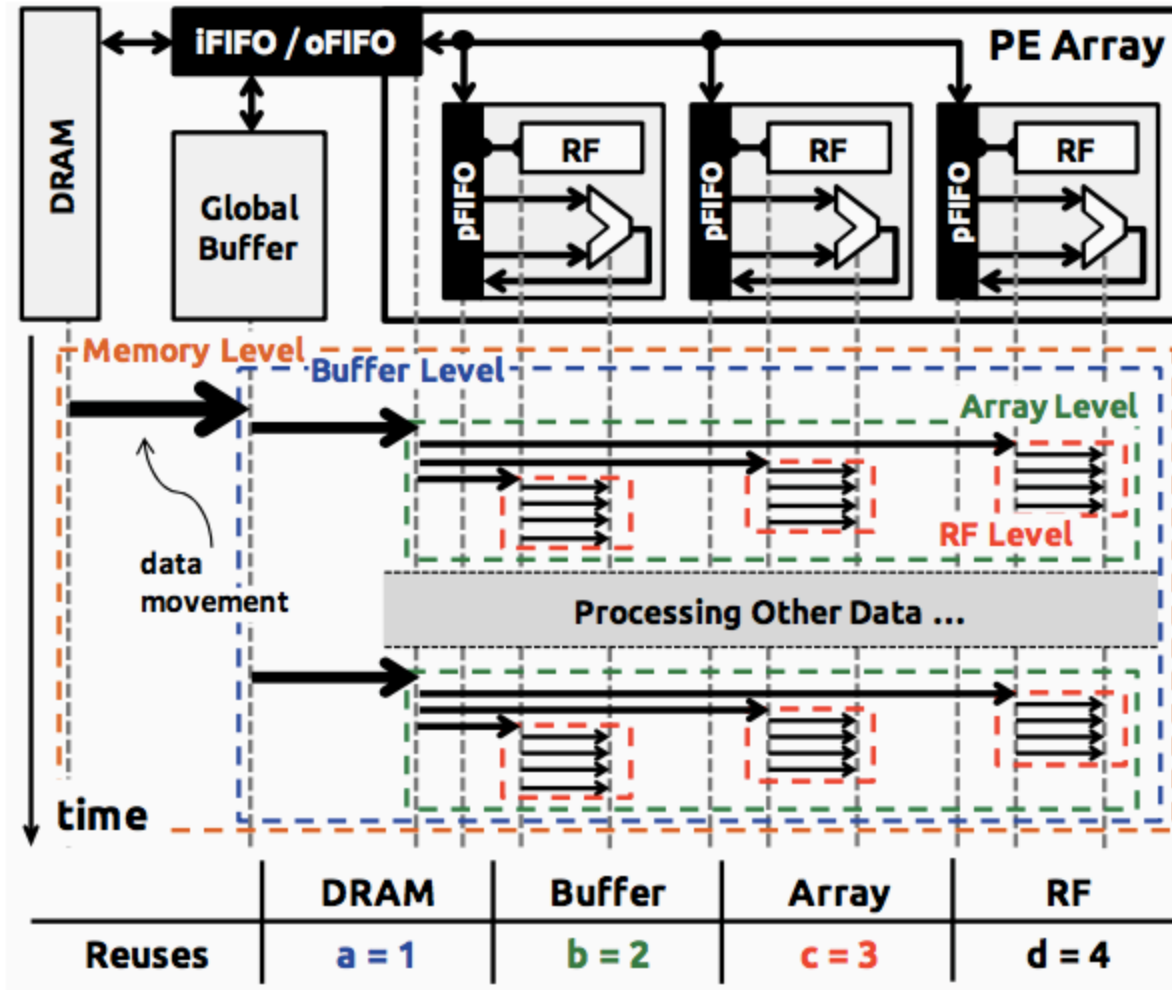 DRAM
iFIFO / oFIFO
PE Array
Global
Buffer
pFIFO
RF
pFIFO
RF
pFIFO
RF
Memory Level
Buffer Level
Array Level
RF Level
data
movement
Processing Other Data ...
time
DRAM Buffer Array RF
Reuses a = 1 b = 2 c = 3 d = 4